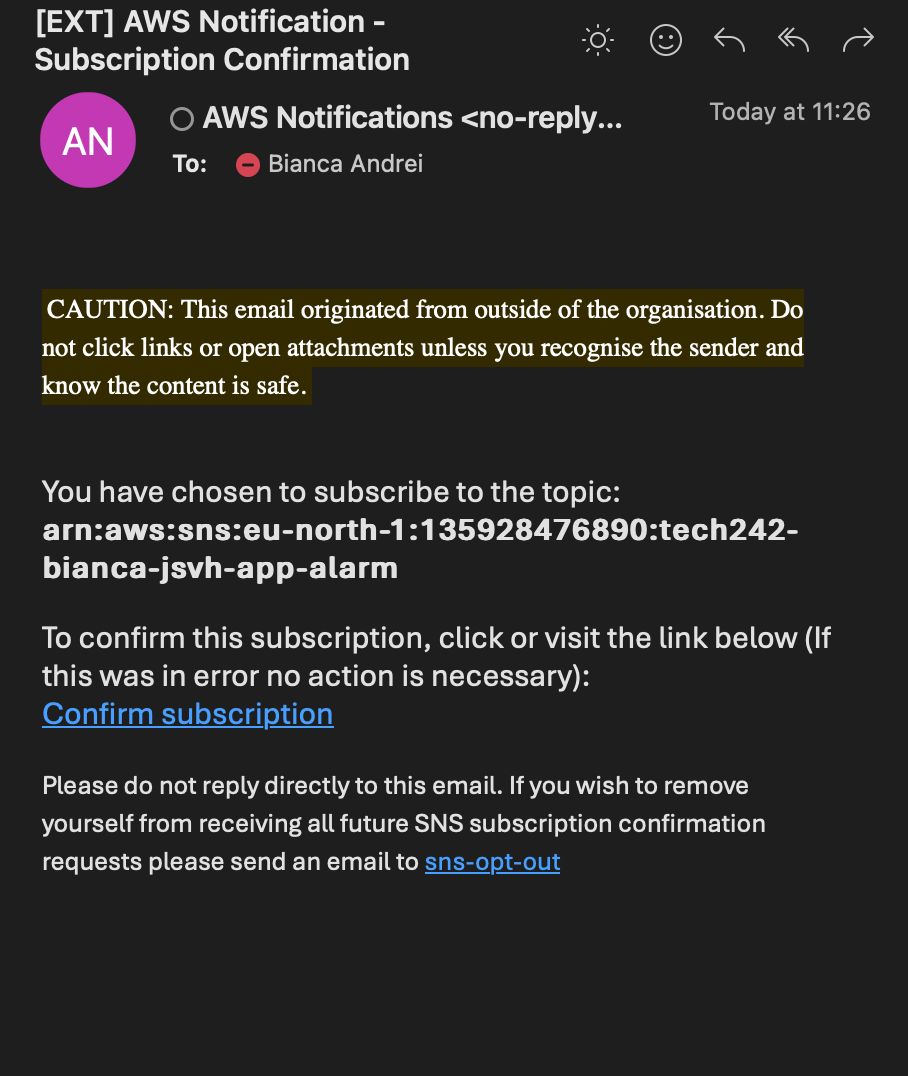 [EXT] AWS Notification -
Subscription Confirmation
AN
AWS Notifications <no-reply...
Today at 11:26
To: Bianca Andrei
CAUTION: This email originated from outside of the organisation. Do
not click links or open attachments unless you recognise the sender and
know the content is safe.
You have chosen to subscribe to the topic:
arn:aws:sns:eu-north-1:135928476890:tech242-
bianca-jsvh-app-alarm
To confirm this subscription, click or visit the link below (If
this was in error no action is necessary):
Confirm subscription
Please do not reply directly to this email. If you wish to remove
yourself from receiving all future SNS subscription confirmation
requests please send an email to sns-opt-out